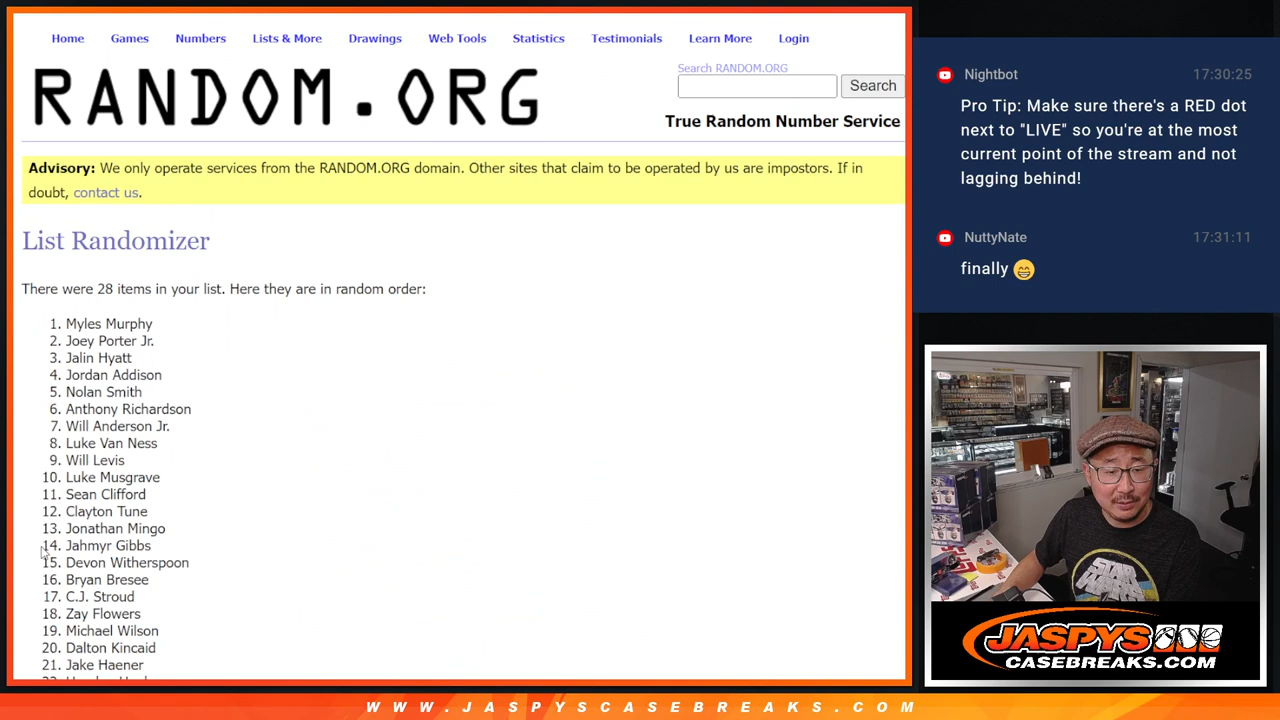 Home Games Numbers Lists & More Drawings Web Tools Statistics Testimonials Learn More Login
Search RANDOM.ORG
RANDOM.ORG
Search
True Random Number Service
Advisory: We only operate services from the RANDOM.ORG domain. Other sites that claim to be operated by us are impostors. If in
doubt, contact us.
List Randomizer
There were 28 items in your list. Here they are in random order:
1. Myles Murphy
2. Joey Porter Jr.
3. Jalin Hyatt
4. Jordan Addison
5. Nolan Smith
6. Anthony Richardson
7. Will Anderson Jr.
8. Luke Van Ness
9. Will Levis
10. Luke Musgrave
11. Sean Clifford
12. Clayton Tune
13. Jonathan Mingo
14. Jahmyr Gibbs
15. Devon Witherspoon
16. Bryan Bresee
17. C.J. Stroud
18. Zay Flowers
19. Michael Wilson
20. Dalton Kincaid
21. Jake Haener
Nightbot 17:30:25
Pro Tip: Make sure there's a RED dot
next to "LIVE" so you're at the most
current point of the stream and not
lagging behind!
NuttyNate 17:31:11
finally 😁
STAR
JASPYS
CASEBREAKS.COM
WWW.JASPYSCASEBREAKS.COM